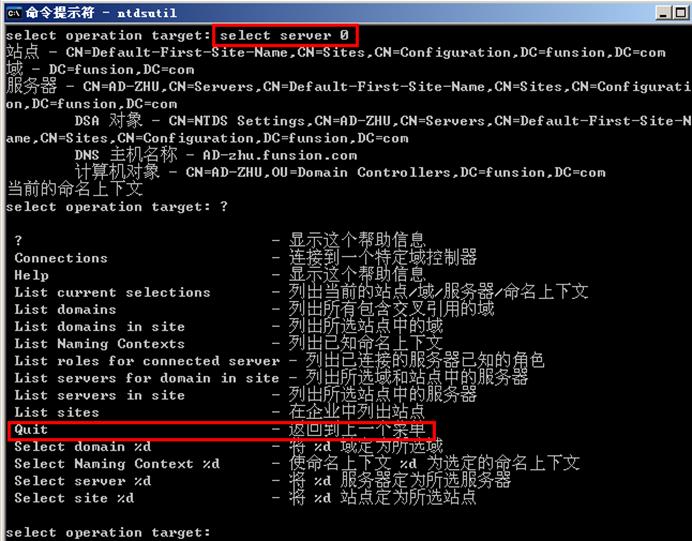 命令提示符 - ntdsutil
select operation target: select server 0
站点 - CN=Default-First-Site-Name,CN=Sites,CN=Configuration,DC=funsion,DC=com
域 - DC=funsion,DC=com
服务器 - CN=AD-ZHU,CN=Servers,CN=Default-First-Site-Name,CN=Sites,CN=Configurati
on,DC=funsion,DC=com
DSA 对象 - CN=NTDS Settings,CN=AD-ZHU,CN=Servers,CN=Default-First-Site-N
ame,CN=Sites,CN=Configuration,DC=funsion,DC=com
DNS 主机名称 - AD-zhu.funsion.com
计算机对象 - CN=AD-ZHU,OU=Domain Controllers,DC=funsion,DC=com
当前的命名上下文
select operation target: ?
? - 显示这个帮助信息
Connections - 连接到一个特定域控制器
Help - 显示这个帮助信息
List current selections - 列出当前的站点/域/服务器/命名上下文
List domains - 列出所有包含交叉引用的域
List domains in site - 列出所选站点中的域
List Naming Contexts - 列出已知命名上下文
List roles for connected server - 列出已连接的服务器已知的角色
List servers for domain in site - 列出所选域和站点中的服务器
List servers in site - 列出所选站点中的服务器
List sites - 在企业中列出站点
Quit - 返回到上一个菜单
Select domain %d - 将 %d 域定为所选域
Select Naming Context %d - 使命名上下文 %d 为选定的命名上下文
Select server %d - 将 %d 服务器定为所选服务器
Select site %d - 将 %d 站点定为所选站点
select operation target: